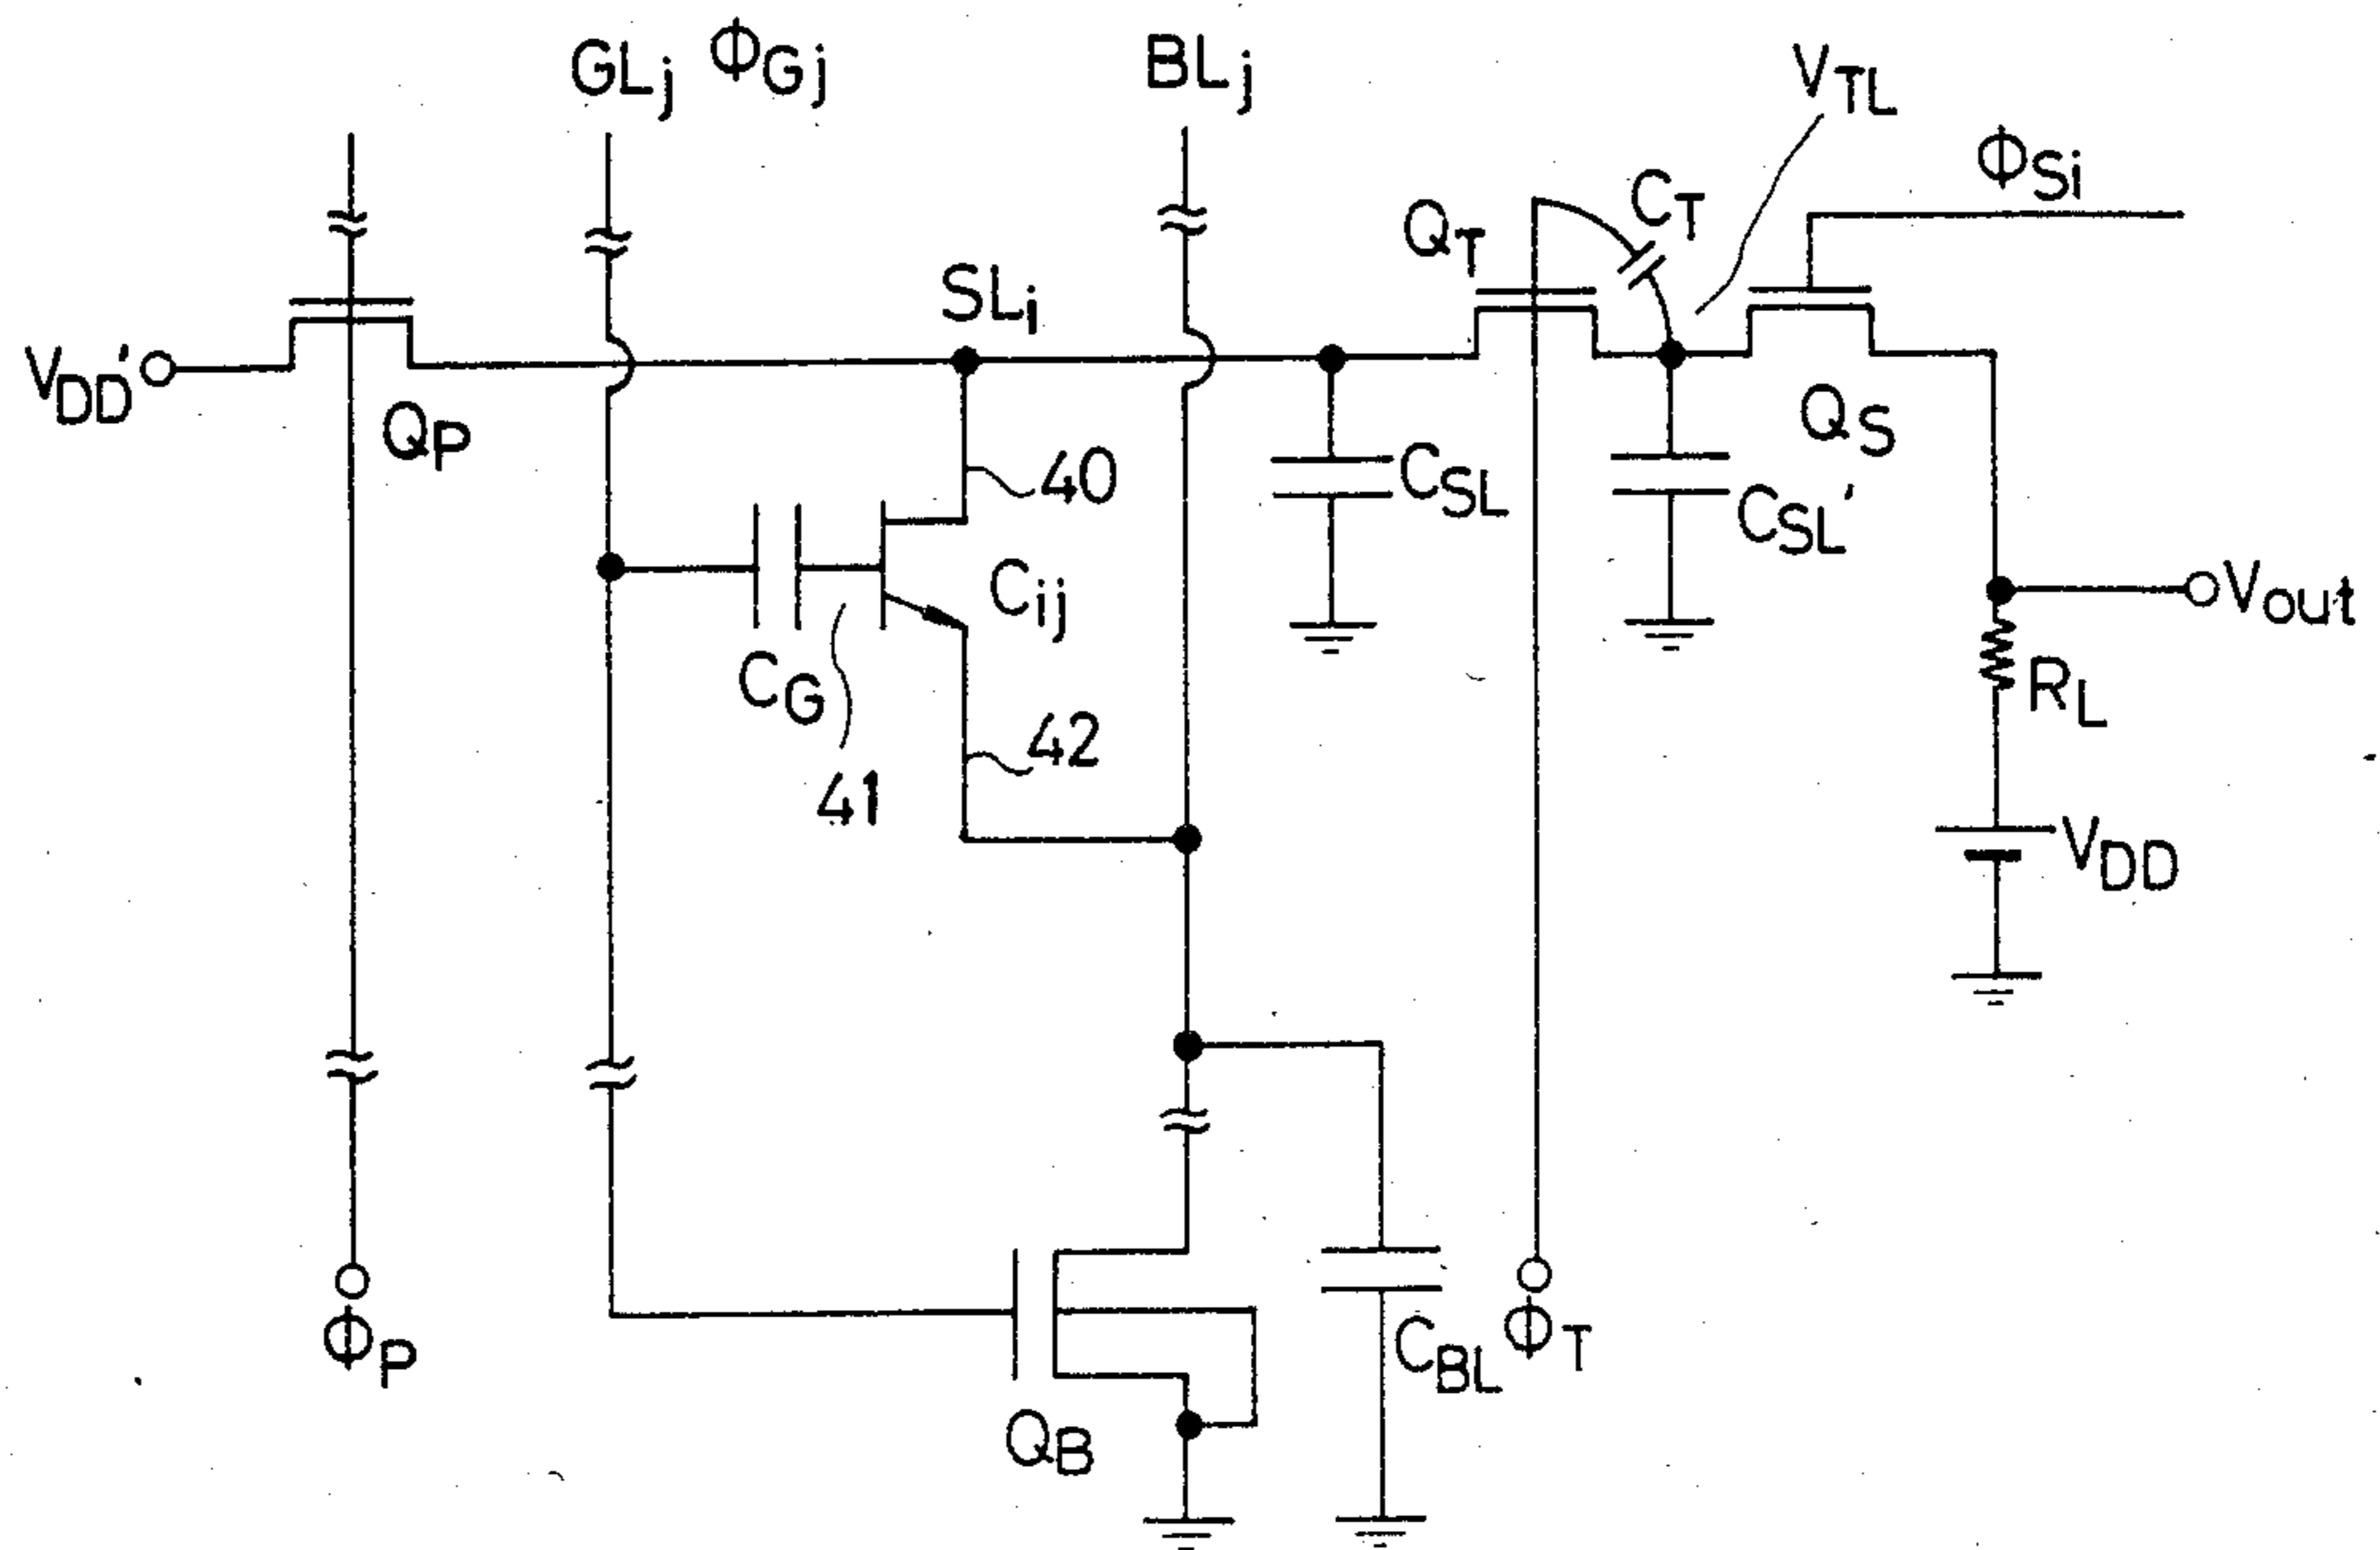 GLj ΦGj
BLj
VTL
ΦSi
CT
QT
SLi
VDD'
QP
QS
40
CSL
CSL'
Cij
Vout
CG
RL
42
41
VDD
ΦP
CBL
ΦT
QB